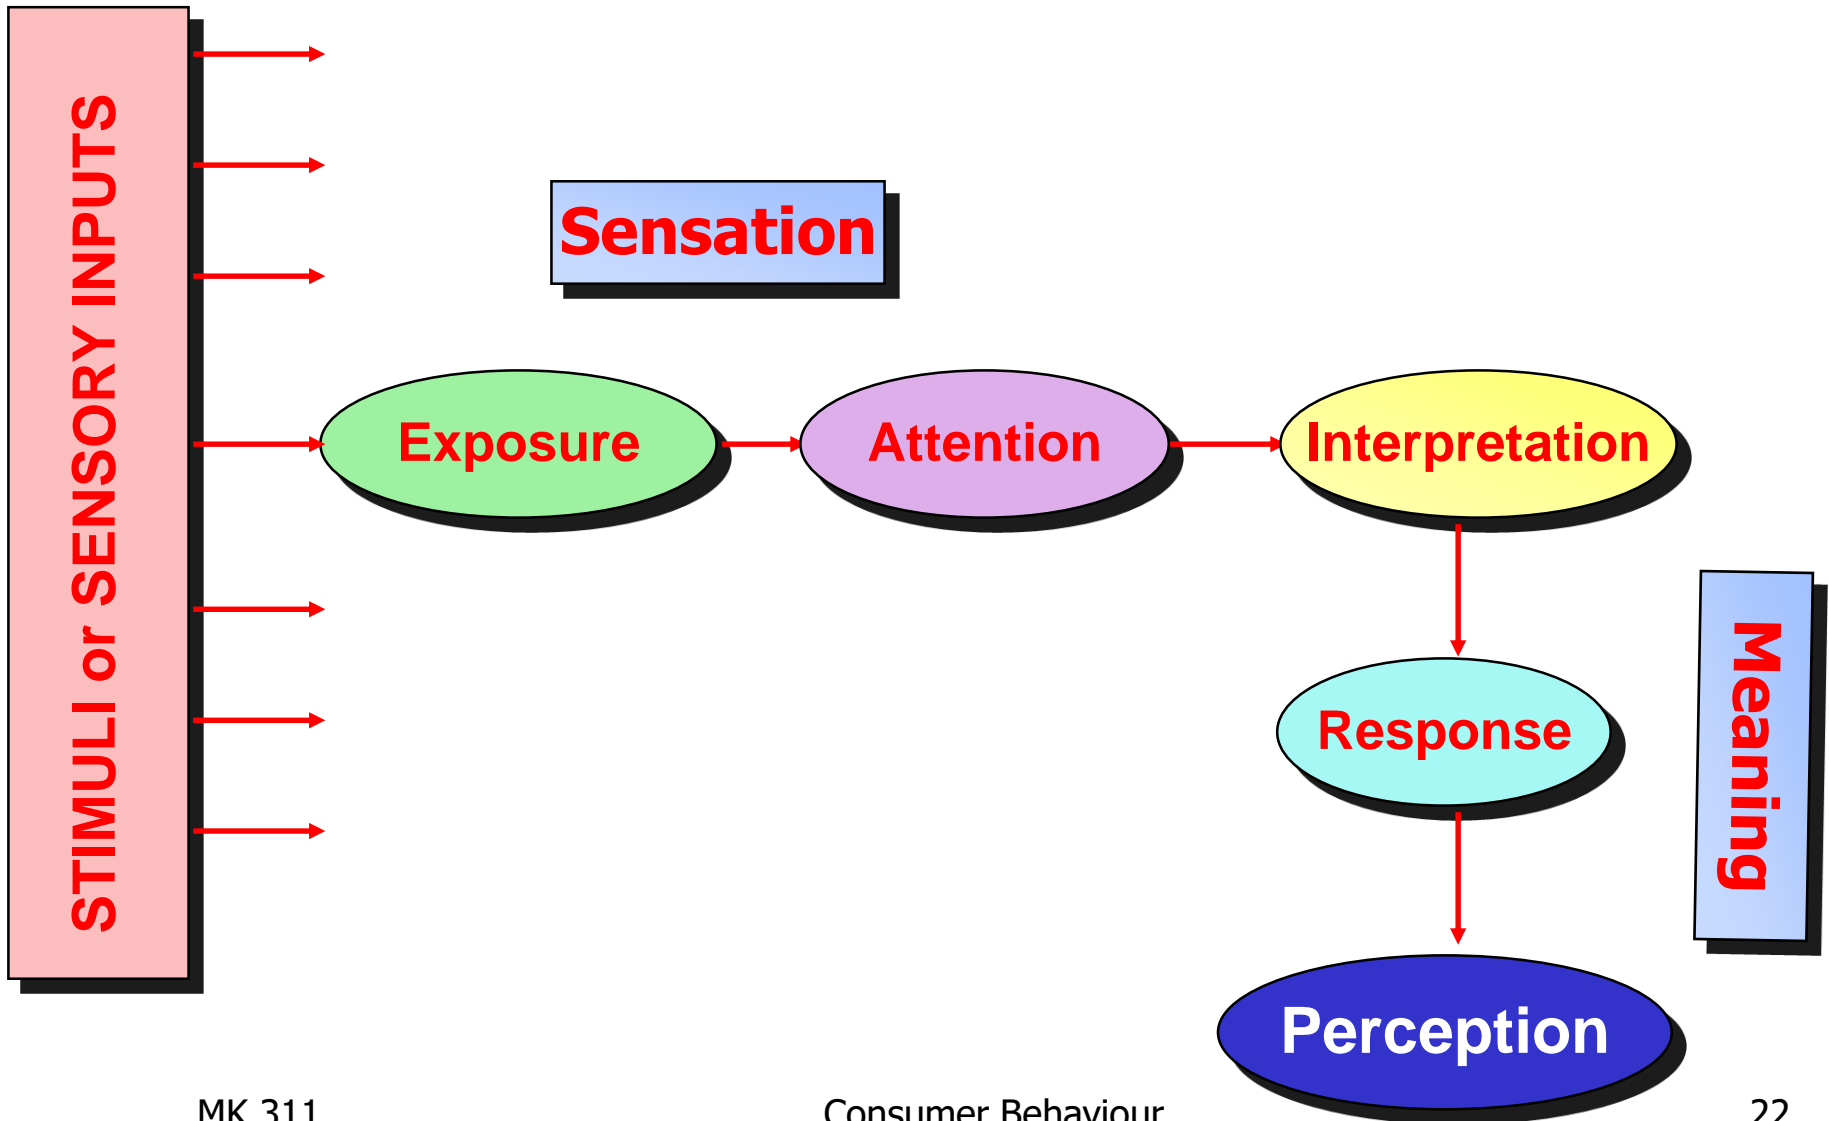 STIMULI or SENSORY INPUTS
Sensation
Exposure
Attention
Interpretation
Response
Meaning
Perception
MK 311
Consumer Behaviour
22